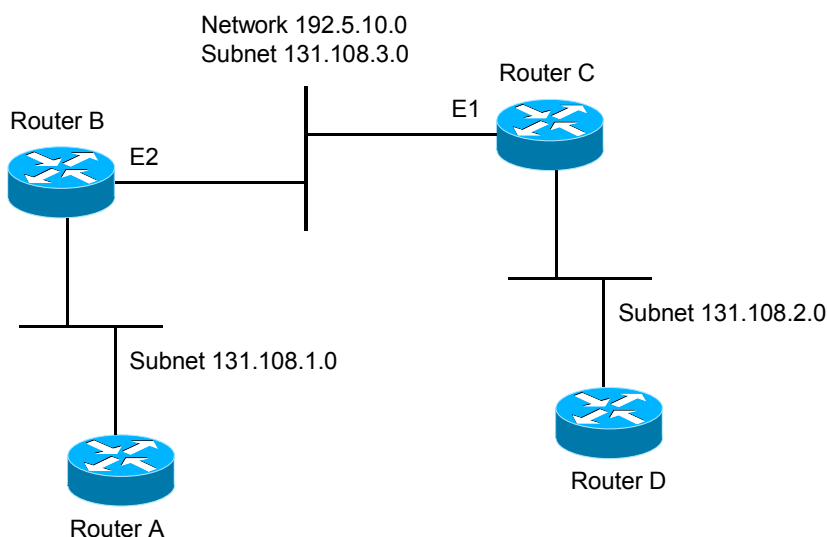 Network 192.5.10.0
Subnet 131.108.3.0
Router C
E1
Router B
E2
Subnet 131.108.2.0
Subnet 131.108.1.0
Router D
Router A